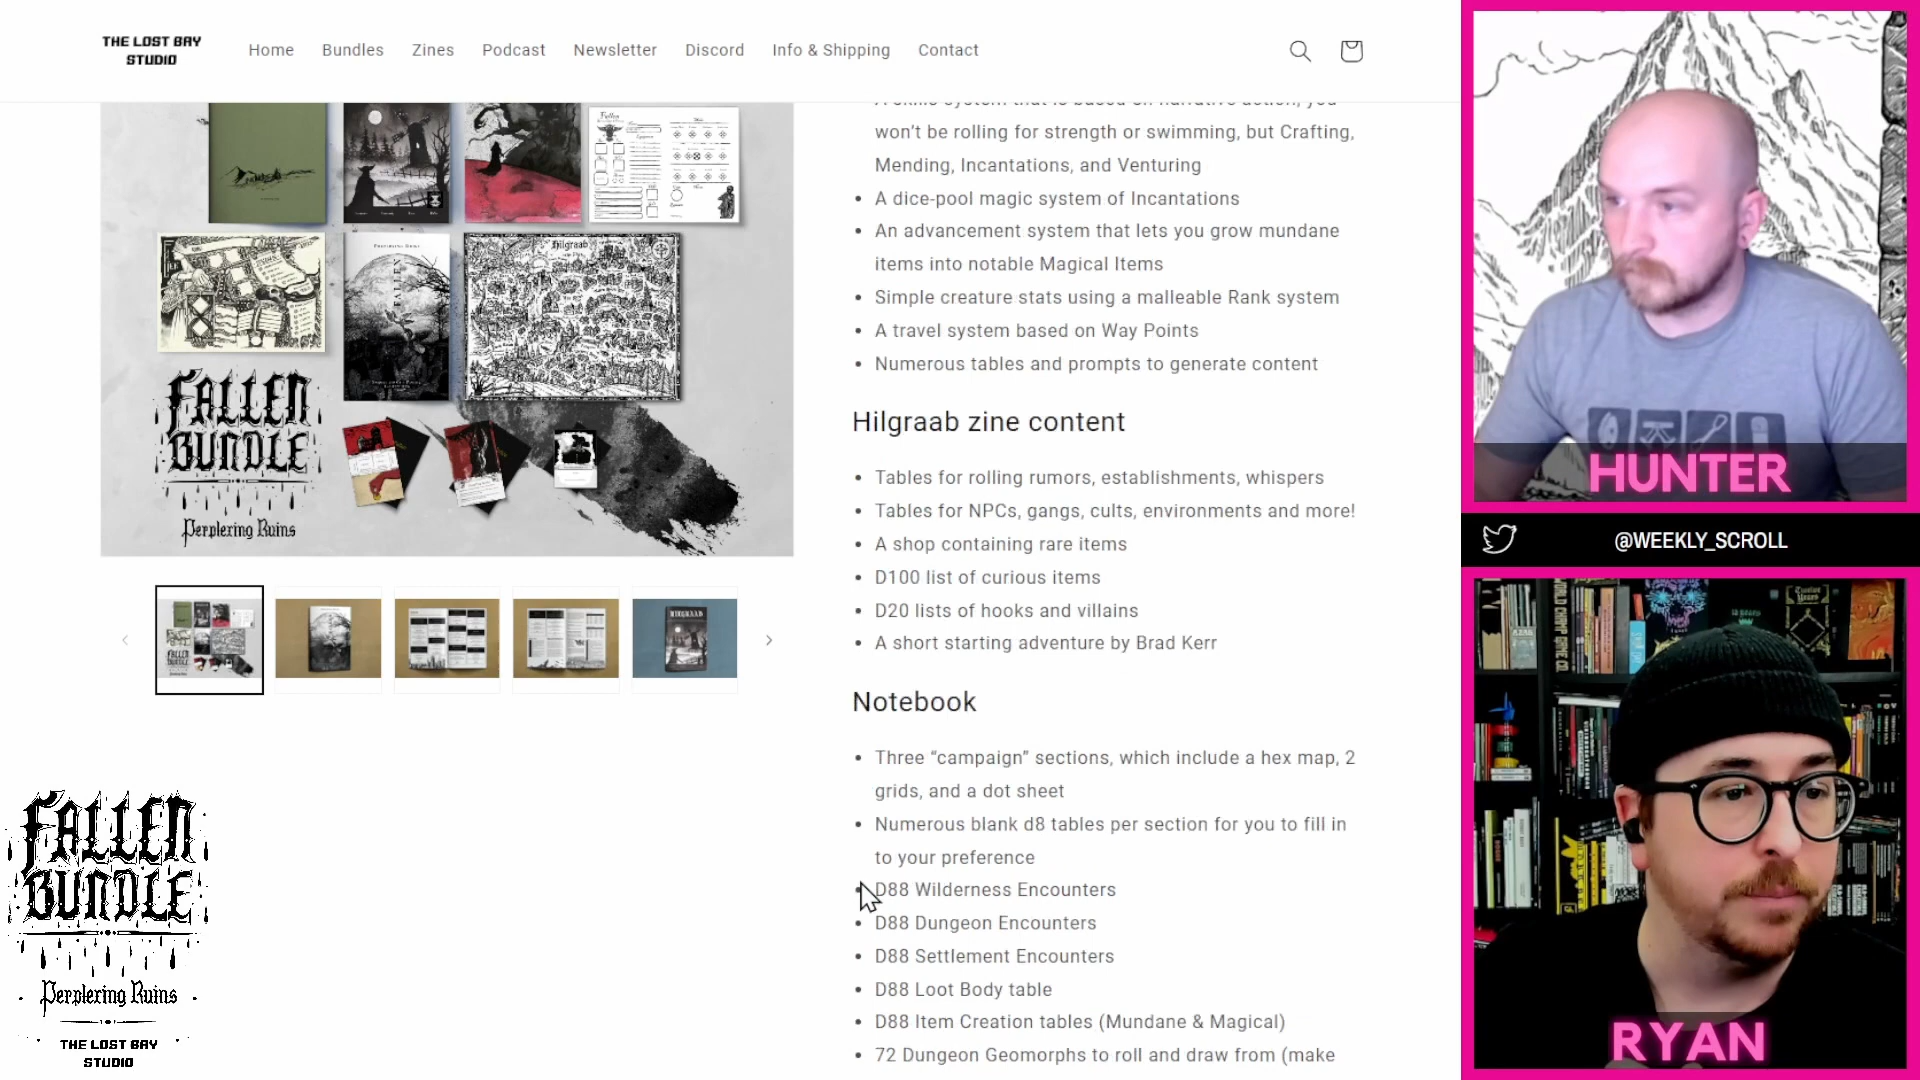 THE LOST BAY
STUDIO
Home
Bundles
Zines
Podcast
Newsletter
Discord
Info & Shipping
Contact
won't be rolling for strength or swimming, but Crafting,
Mending, Incantations, and Venturing
• A dice-pool magic system of Incantations
• An advancement system that lets you grow mundane
items into notable Magical Items
• Simple creature stats using a malleable Rank system
• A travel system based on Way Points
• Numerous tables and prompts to generate content
Hilgraab zine content
• Tables for rolling rumors, establishments, whispers
• Tables for NPCs, gangs, cults, environments and more!
• A shop containing rare items
• D100 list of curious items
• D20 lists of hooks and villains
• A short starting adventure by Brad Kerr
Notebook
• Three “campaign” sections, which include a hex map, 2
grids, and a dot sheet
• Numerous blank d8 tables per section for you to fill in
to your preference
• D88 Wilderness Encounters
• D88 Dungeon Encounters
• D88 Settlement Encounters
• D88 Loot Body table
• D88 Item Creation tables (Mundane & Magical)
• 72 Dungeon Geomorphs to roll and draw from (make
Fallen
Hilgraab
FALLEN
FALLEN
BUNDLE
Perplexing Ruins
HILGRAAB
FALLEN
BUNDLE
Perplexing Ruins
THE LOST BAY
STUDIO
HUNTER
@WEEKLY_SCROLL
RYAN